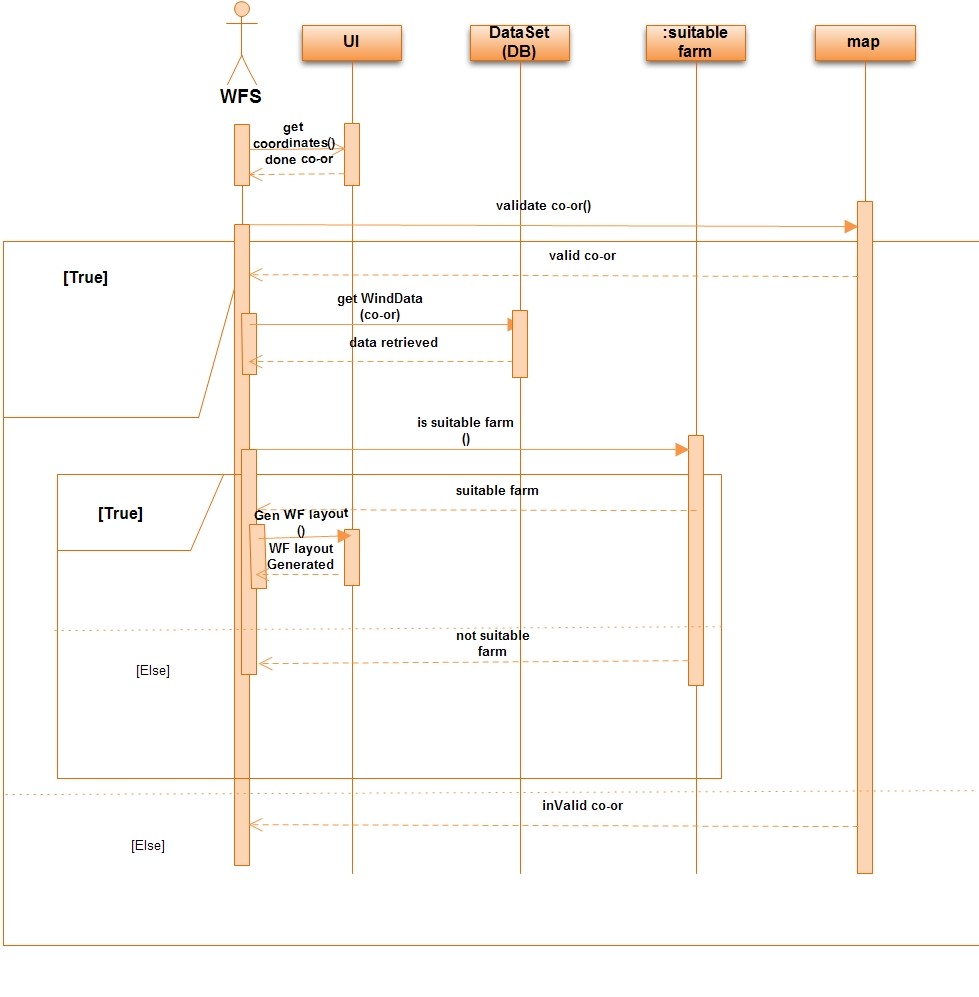 UI
DataSet
(DB)
:suitable
farm
map
WFS
get
coordinates()
done co-or
validate co-or()
valid co-or
[True]
get WindData
(co-or)
data retrieved
is suitable farm
()
suitable farm
[True]
Gen WF layout
()
WF layout
Generated
not suitable
farm
[Else]
inValid co-or
[Else]